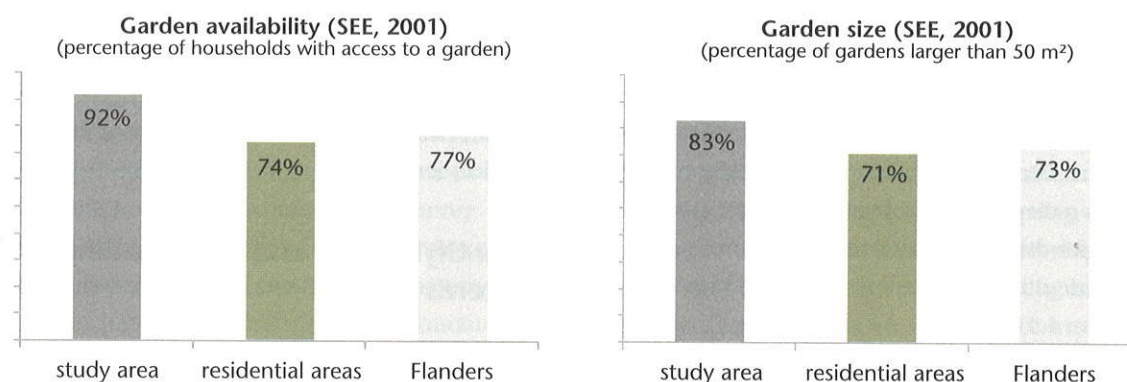 Garden availability (SEE, 2001)
(percentage of households with access to a garden)
92%
74%
77%
study area
residential areas
Flanders
Garden size (SEE, 2001)
(percentage of gardens larger than 50 m²)
83%
71%
73%
study area
residential areas
Flanders